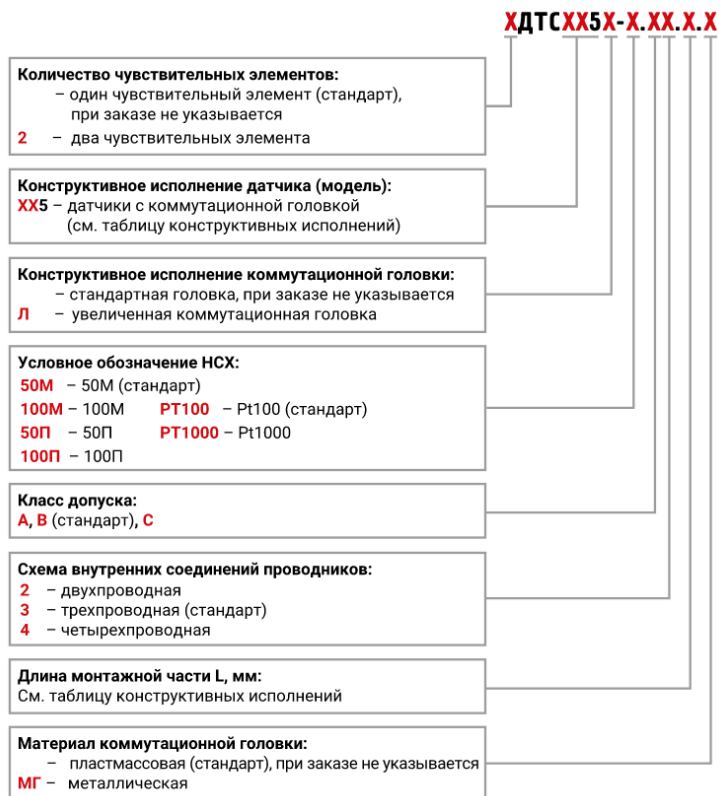 ХДТСХХ5Х-Х.ХХ.Х.Х
Количество чувствительных элементов:
– один чувствительный элемент (стандарт),
при заказе не указывается
2 – два чувствительных элемента
Конструктивное исполнение датчика (модель):
ХХ5 – датчики с коммутационной головкой
(см. таблицу конструктивных исполнений)
Конструктивное исполнение коммутационной головки:
– стандартная головка, при заказе не указывается
Л – увеличенная коммутационная головка
Условное обозначение НСХ:
50М – 50М (стандарт)
100М – 100М РТ100 – Pt100 (стандарт)
50П – 50П РТ1000 – Pt1000
100П – 100П
Класс допуска:
А, В (стандарт), С
Схема внутренних соединений проводников:
2 – двухпроводная
3 – трехпроводная (стандарт)
4 – четырехпроводная
Длина монтажной части L, мм:
См. таблицу конструктивных исполнений
Материал коммутационной головки:
– пластмассовая (стандарт), при заказе не указывается
МГ – металлическая